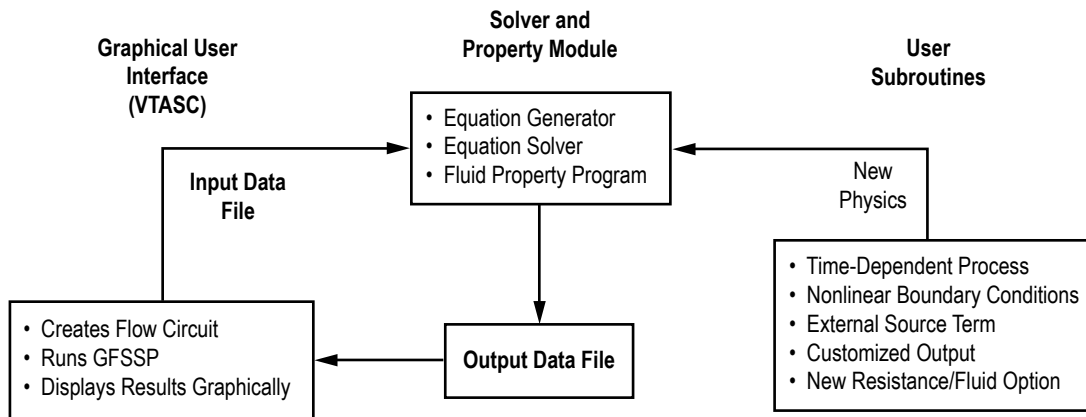 Graphical User
Interface
(VTASC)
Solver and
Property Module
User
Subroutines
• Equation Generator
• Equation Solver
• Fluid Property Program
Input Data
File
New
Physics
• Creates Flow Circuit
• Runs GFSSP
• Displays Results Graphically
Output Data File
• Time-Dependent Process
• Nonlinear Boundary Conditions
• External Source Term
• Customized Output
• New Resistance/Fluid Option